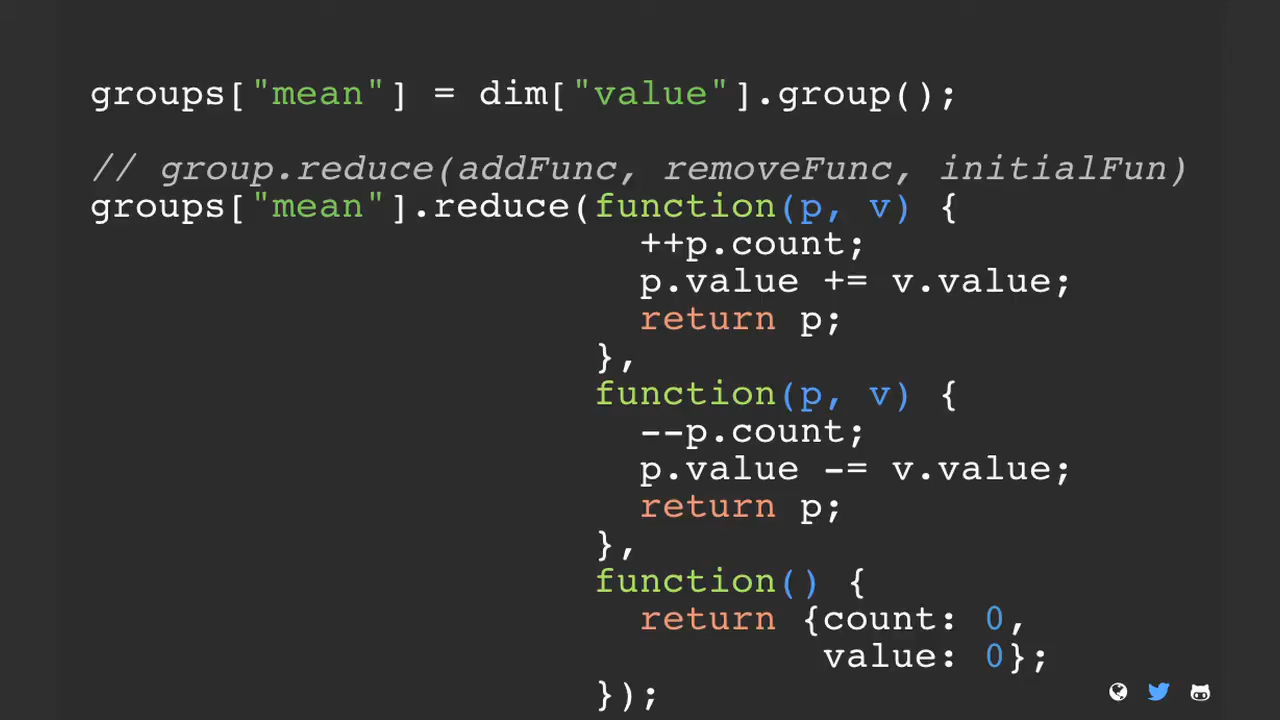 groups["mean"] = dim["value"].group();
// group.reduce(addFunc, removeFunc, initialFun)
groups["mean"].reduce(function(p, v) {
++p.count;
p.value += v.value;
return p;
},
function(p, v) {
--p.count;
p.value -= v.value;
return p;
},
function() {
return {count: 0,
value: 0};
});